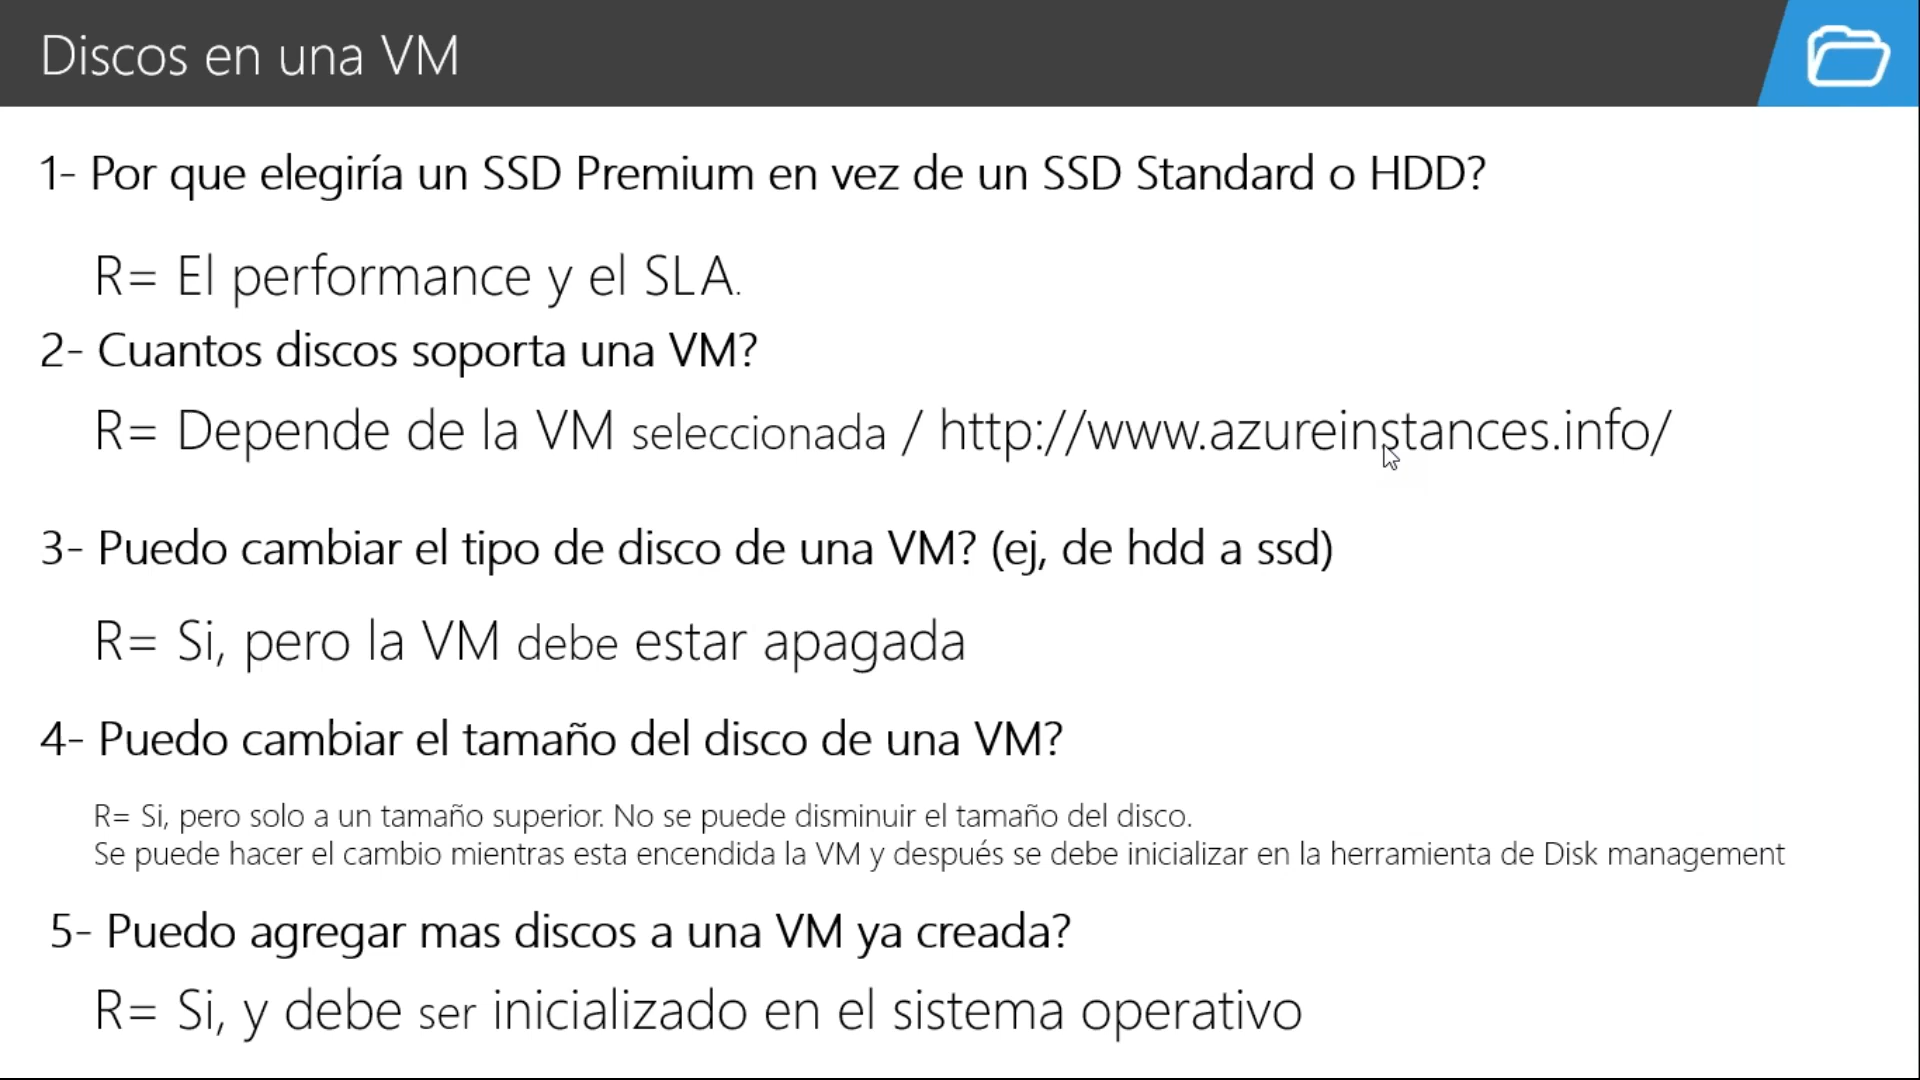 Discos en una VM
1- Por que elegiría un SSD Premium en vez de un SSD Standard o HDD?
R= El performance y el SLA.
2- Cuantos discos soporta una VM?
R= Depende de la VM seleccionada / http://www.azureinstances.info/
3- Puedo cambiar el tipo de disco de una VM? (ej, de hdd a ssd)
R= Si, pero la VM debe estar apagada
4- Puedo cambiar el tamaño del disco de una VM?
R= Si, pero solo a un tamaño superior. No se puede disminuir el tamaño del disco.
Se puede hacer el cambio mientras esta encendida la VM y después se debe inicializar en la herramienta de Disk management
5- Puedo agregar mas discos a una VM ya creada?
R= Si, y debe ser inicializado en el sistema operativo